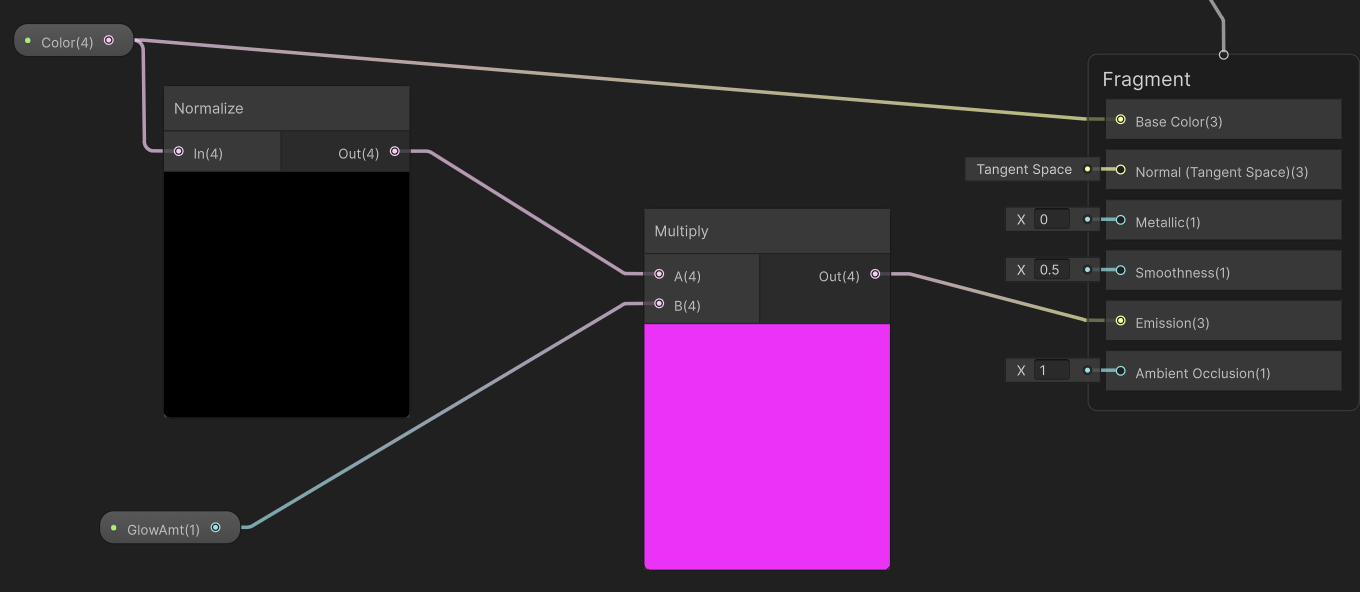 Color(4)
Normalize
In(4)
Out(4)
Multiply
A(4)
B(4)
Out(4)
GlowAmt(1)
Fragment
Base Color(3)
Tangent Space
Normal (Tangent Space)(3)
X 0
Metallic(1)
X 0.5
Smoothness(1)
Emission(3)
X 1
Ambient Occlusion(1)